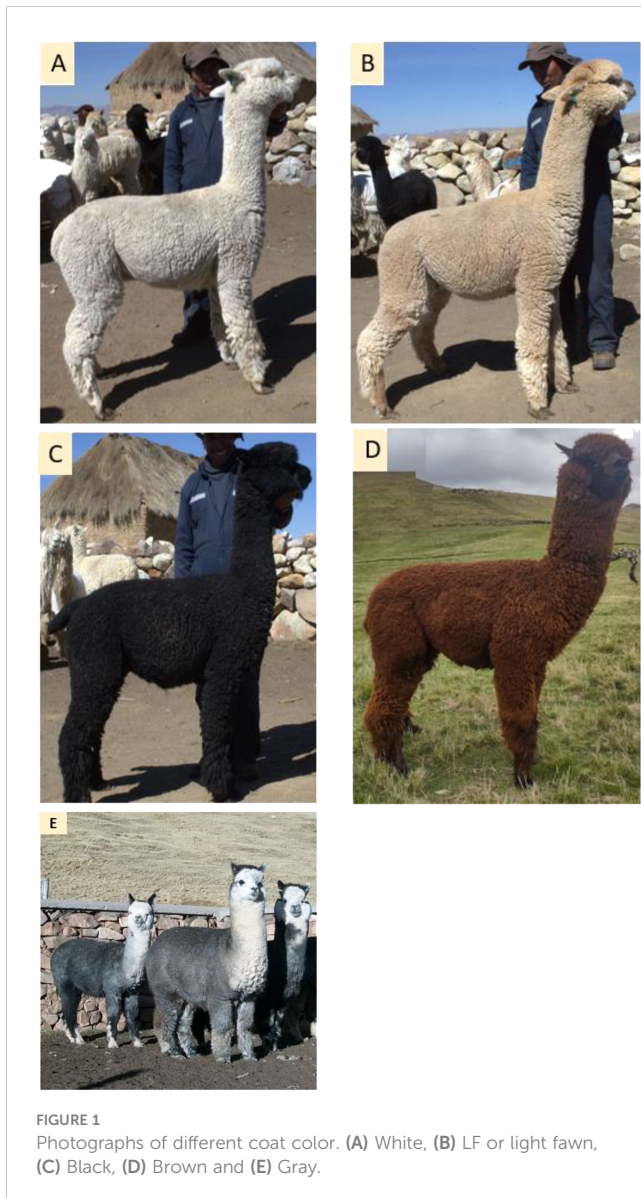 A
B
C
D
E
FIGURE 1
Photographs of different coat color. (A) White, (B) LF or light fawn,
(C) Black, (D) Brown and (E) Gray.